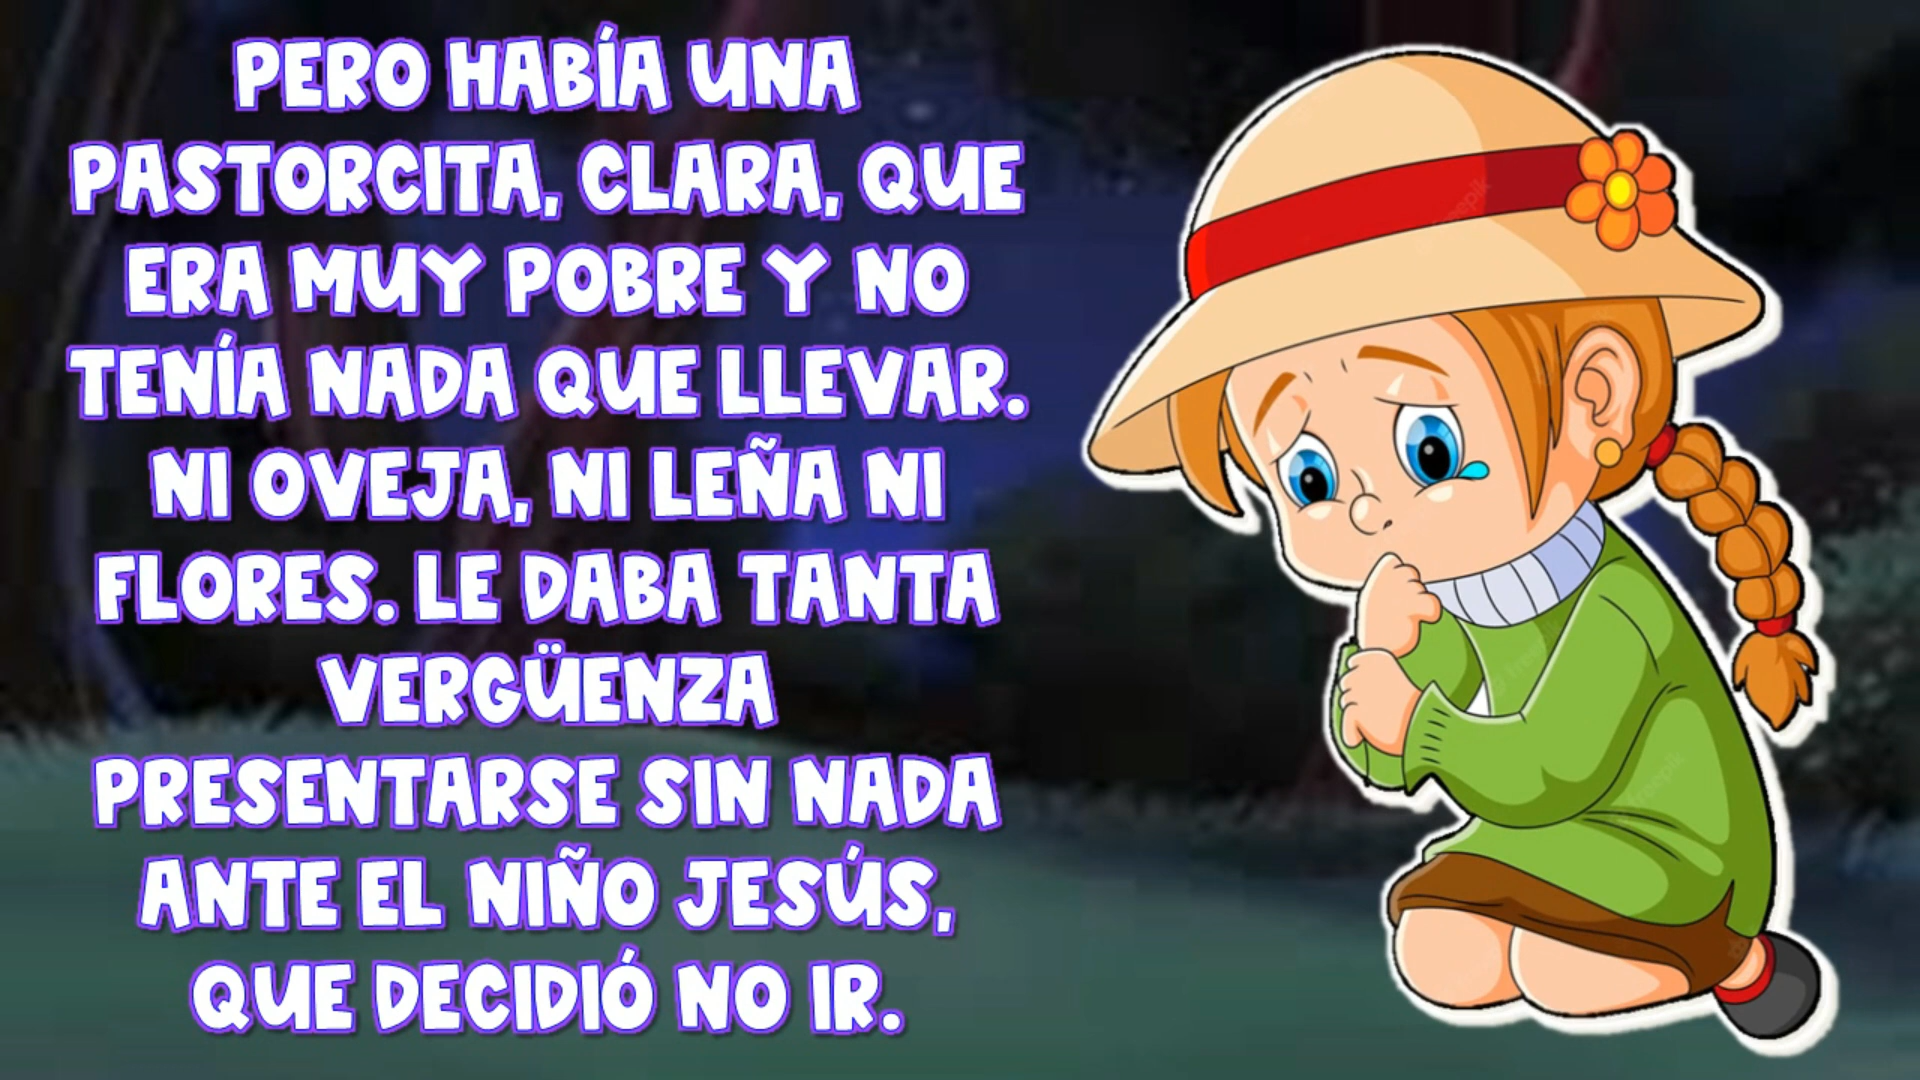 PERO HABÍA UNA
PASTORCITA, CLARA, QUE
ERA MUY POBRE Y NO
TENÍA NADA QUE LLEVAR.
NI OVEJA, NI LEÑA NI
FLORES. LE DABA TANTA
VERGÜENZA
PRESENTARSE SIN NADA
ANTE EL NIÑO JESÚS,
QUE DECIDIÓ NO IR.